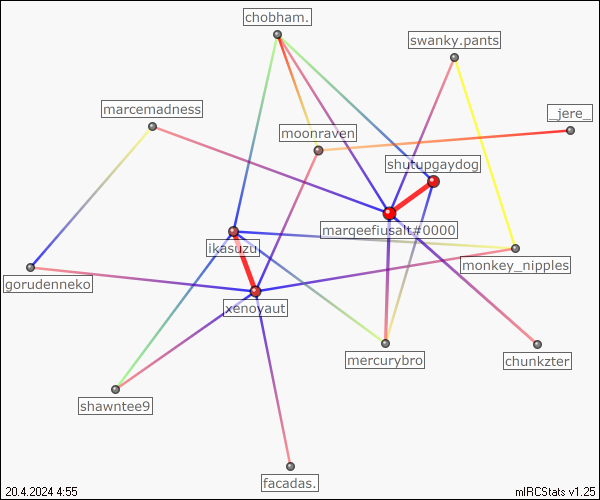 chobham.
swanky.pants
marcemadness
_jere_
moonraven
shutupgaydog
marqeefiusalt#0000
ikasuzu
monkey_nipples
gorudenneko
xenoyaut
mercurybro
chunkzter
shawntee9
facadas.
20.4.2024 4:55
mIRCStats v1.25